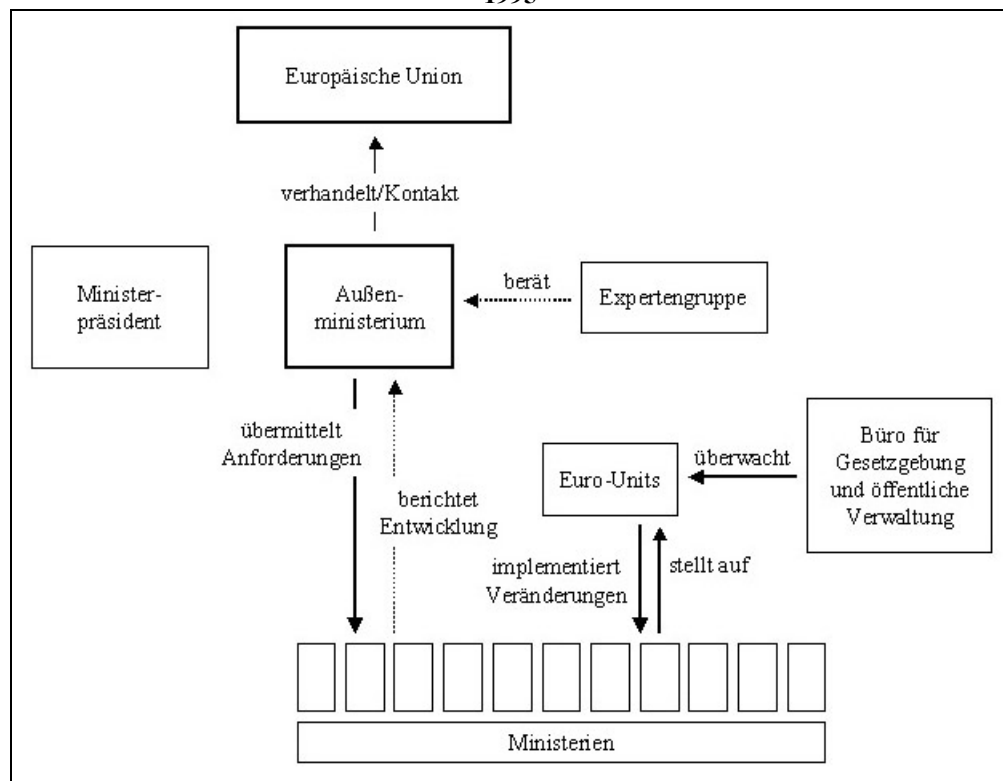 1995
Europäische Union
verhandelt/Kontakt
Minister-
präsident
Außen-
ministerium
berät
Expertengruppe
übermittelt
Anforderungen
berichtet
Entwicklung
Euro-Units
überwacht
Büro für
Gesetzgebung
und öffentliche
Verwaltung
implementiert
Veränderungen
stellt auf
Ministerien